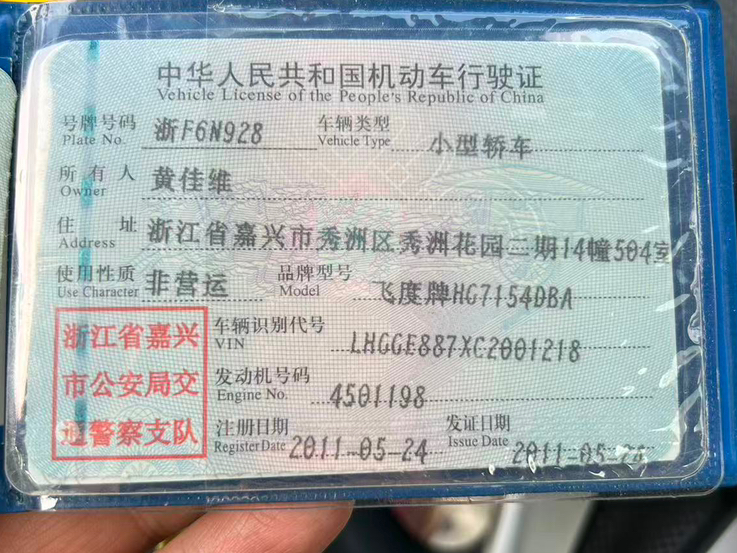 中华人民共和国机动车行驶证
Vehicle License of the People's Republic of China
号牌号码 浙F6N928 车辆类型 小型轿车
Plate No. Vehicle Type
所有人 黄佳维
Owner
住址 浙江省嘉兴市秀洲区秀洲花园二期14幢504室
Address
使用性质 非营运 品牌型号 飞度牌HG7154DBA
Use Character Model
浙江省嘉兴 车辆识别代号 LHGGE887XC2001218
VIN
市公安局交 发动机号码 4501198
Engine No.
通警察支队 注册日期 2011-05-24 发证日期 2011-05-24
Register Date Issue Date